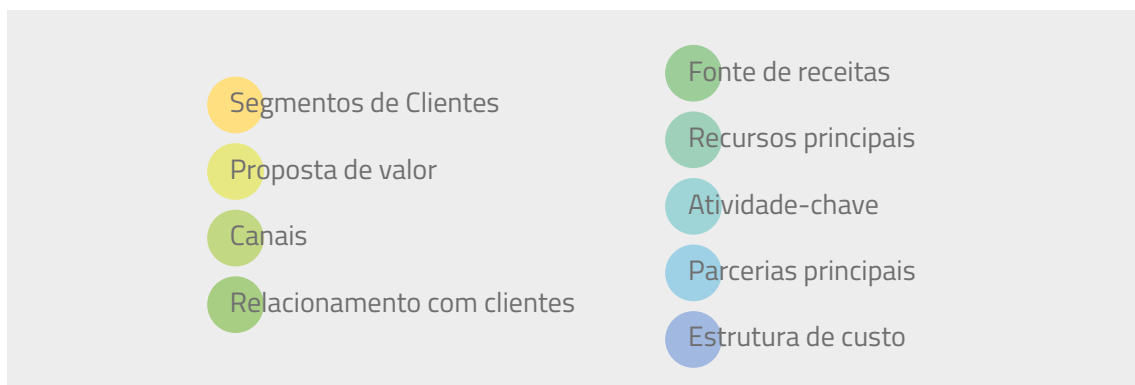 Segmentos de Clientes
Proposta de valor
Canais
Relacionamento com clientes
Fonte de receitas
Recursos principais
Atividade-chave
Parcerias principais
Estrutura de custo